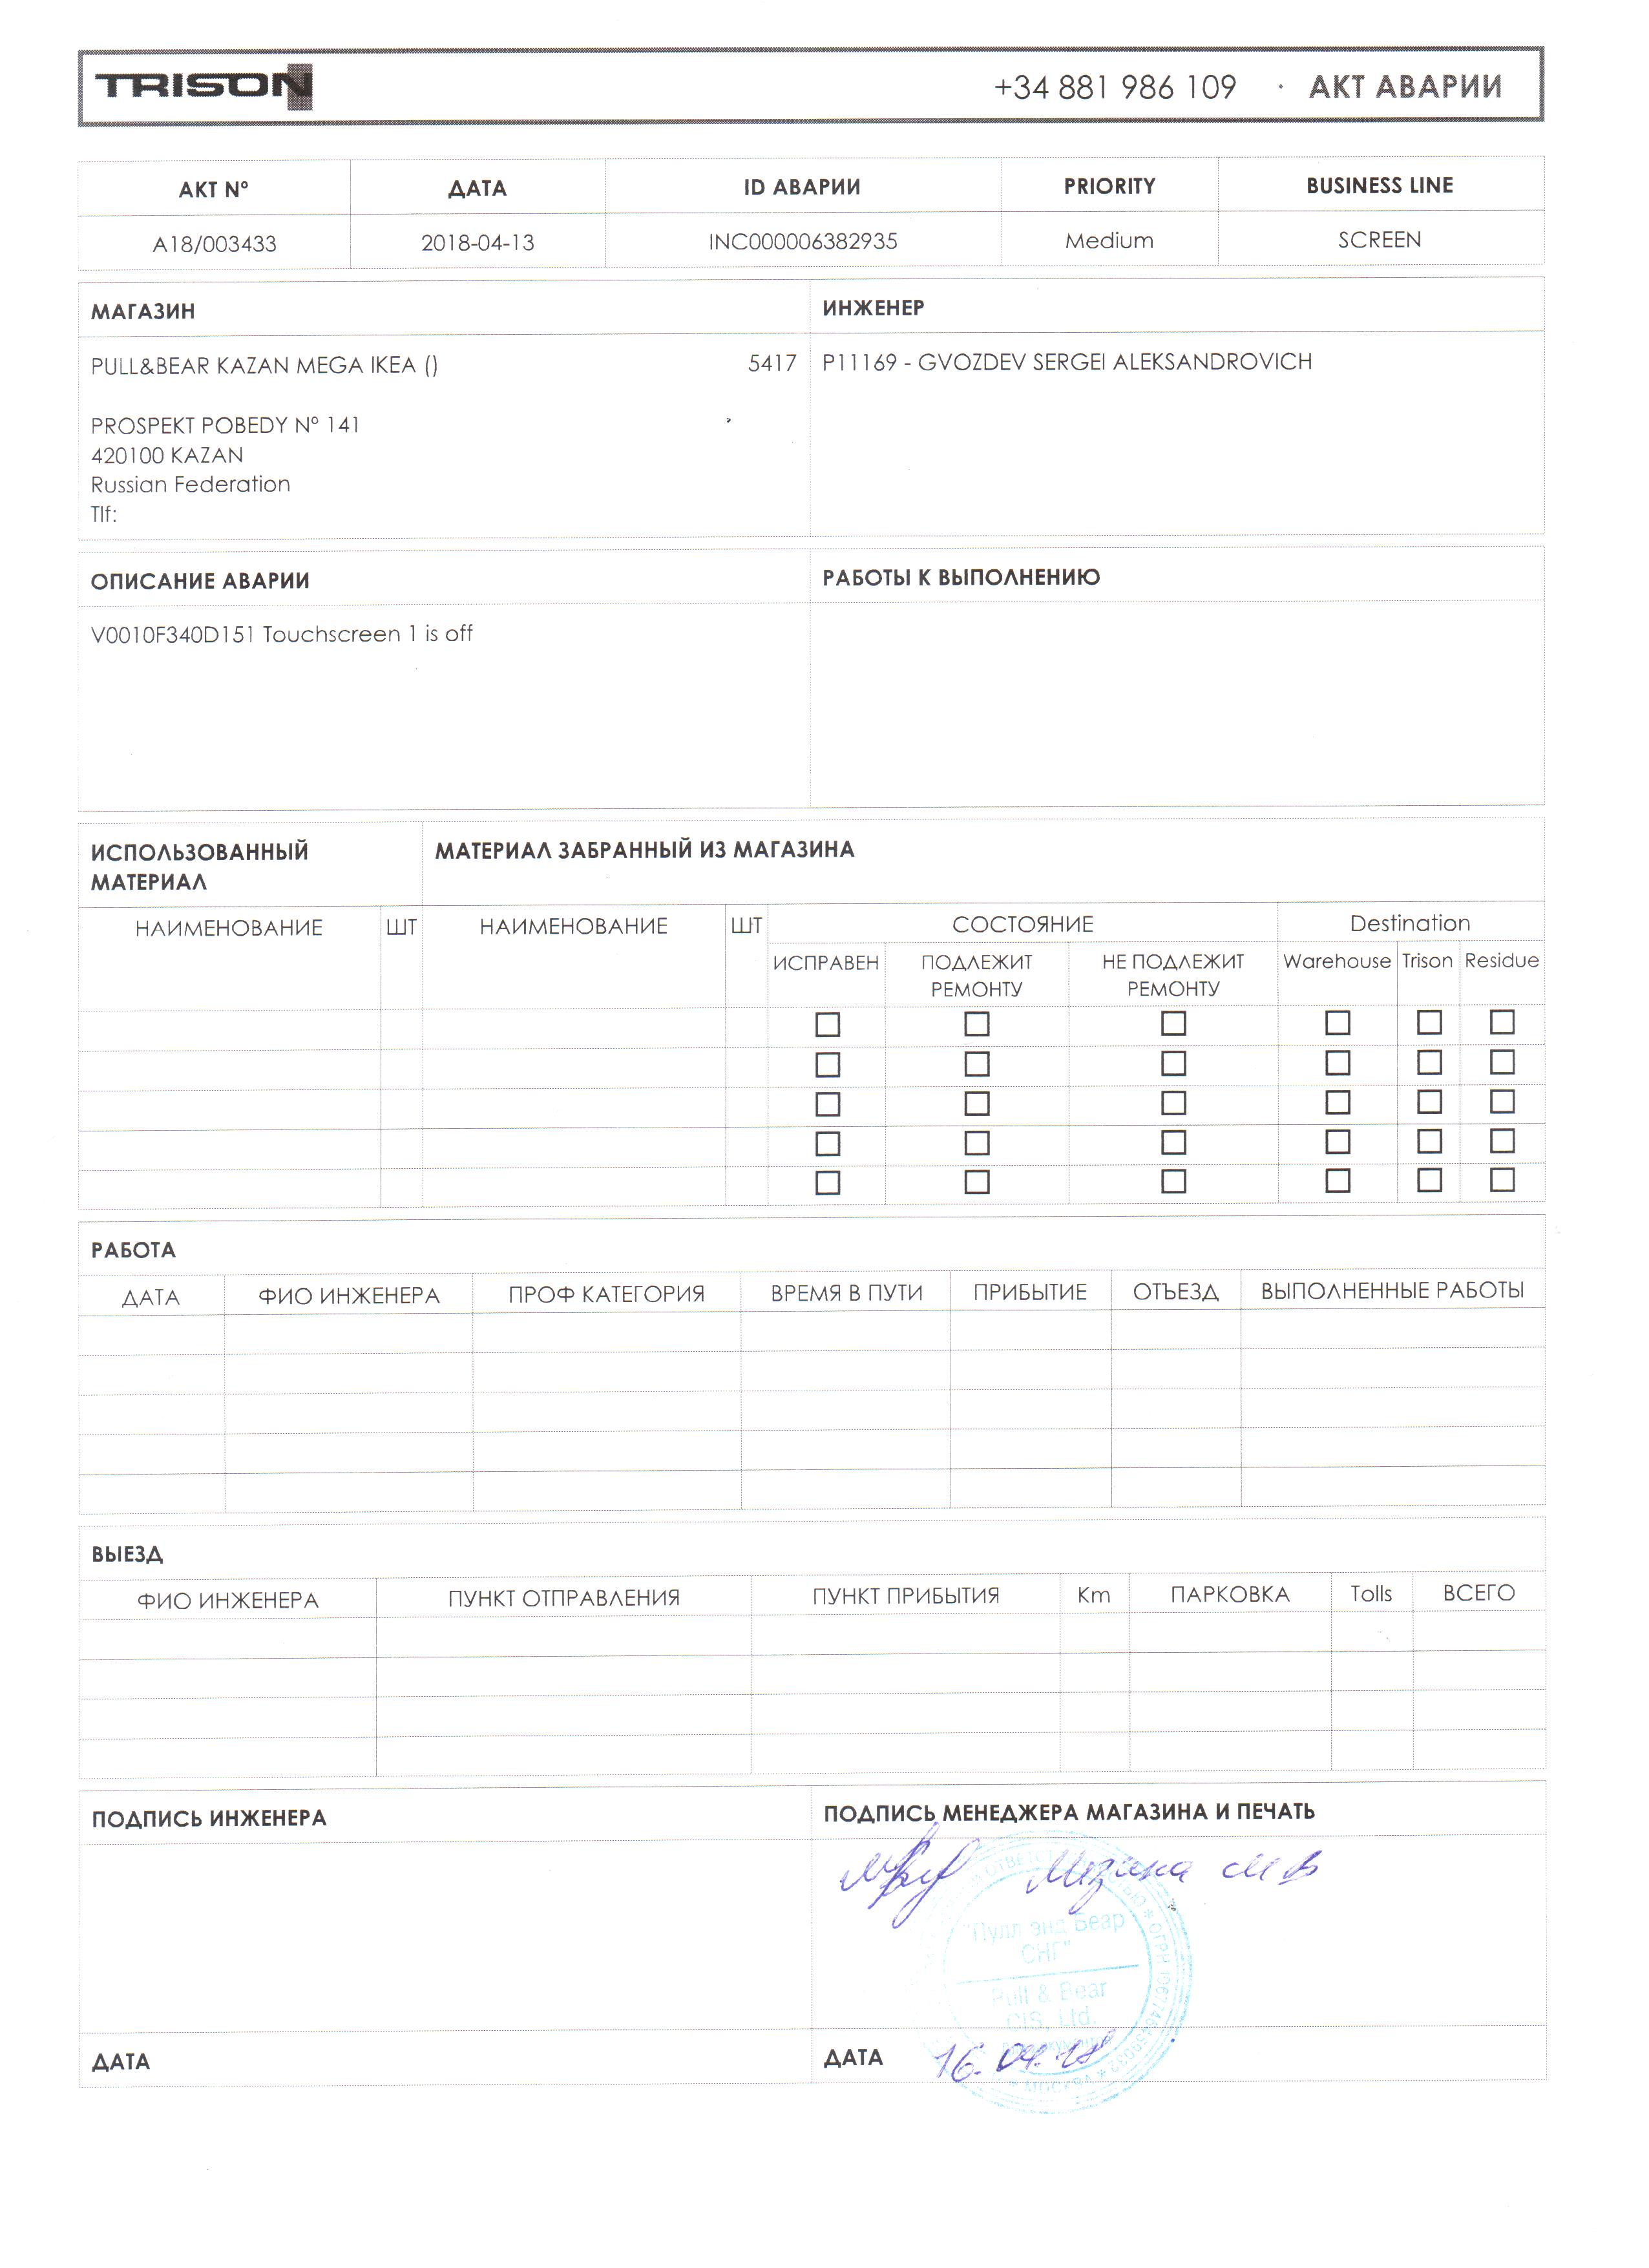 TRISON
+34 881 986 109 · АКТ АВАРИИ
АКТ Nº ДАТА ID АВАРИИ PRIORITY BUSINESS LINE
A18/003433 2018-04-13 INC000006382935 Medium SCREEN
МАГАЗИН ИНЖЕНЕР
PULL&BEAR KAZAN MEGA IKEA () 5417 P11169 - GVOZDEV SERGEI ALEKSANDROVICH
PROSPEKT POBEDY Nº 141
420100 KAZAN
Russian Federation
Tlf:
ОПИСАНИЕ АВАРИИ РАБОТЫ К ВЫПОЛНЕНИЮ
V0010F340D151 Touchscreen 1 is off
ИСПОЛЬЗОВАННЫЙ МАТЕРИАЛ ЗАБРАННЫЙ ИЗ МАГАЗИНА
МАТЕРИАЛ
НАИМЕНОВАНИЕ ШТ НАИМЕНОВАНИЕ ШТ СОСТОЯНИЕ Destination
ИСПРАВЕН ПОДЛЕЖИТ НЕ ПОДЛЕЖИТ Warehouse Trison Residue
РЕМОНТУ РЕМОНТУ
РАБОТА
ДАТА ФИО ИНЖЕНЕРА ПРОФ КАТЕГОРИЯ ВРЕМЯ В ПУТИ ПРИБЫТИЕ ОТЪЕЗД ВЫПОЛНЕННЫЕ РАБОТЫ
ВЫЕЗД
ФИО ИНЖЕНЕРА ПУНКТ ОТПРАВЛЕНИЯ ПУНКТ ПРИБЫТИЯ Km ПАРКОВКА Tolls ВСЕГО
ПОДПИСЬ ИНЖЕНЕРА ПОДПИСЬ МЕНЕДЖЕРА МАГАЗИНА И ПЕЧАТЬ
"Пулл энд Беар
СНГ"
Pull & Bear
CIS, Ltd.
МОСКВА
ДАТА ДАТА 16.04.18